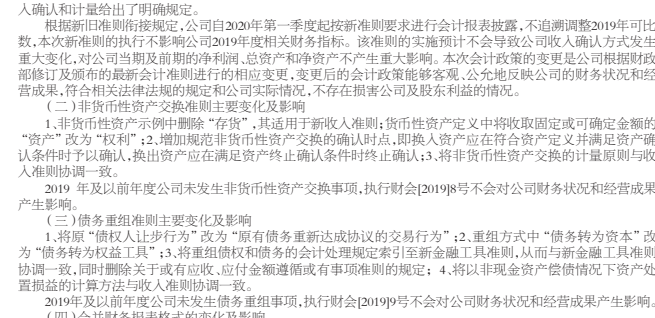 入确认和计量给出了明确规定。
根据新旧准则衔接规定,公司自2020年第一季度起按新准则要求进行会计报表披露,不追溯调整2019年可比
数,本次新准则的执行不影响公司2019年度相关财务指标。该准则的实施预计不会导致公司收入确认方式发生
重大变化,对公司当期及前期的净利润、总资产和净资产不产生重大影响。本次会计政策的变更是公司根据财政
部修订及颁布的最新会计准则进行的相应变更,变更后的会计政策能够客观、公允地反映公司的财务状况和经
营成果,符合相关法律法规的规定和公司实际情况,不存在损害公司及股东利益的情况。
(二)非货币性资产交换准则主要变化及影响
1、非货币性资产示例中删除“存货”,其适用于新收入准则;货币性资产定义中将收取固定或可确定金额的
“资产”改为“权利”;2、增加规范非货币性资产交换的确认时点,即换入资产应在符合资产定义并满足资产确
认条件时予以确认,换出资产应在满足资产终止确认条件时终止确认;3、将非货币性资产交换的计量原则与收
入准则协调一致。
2019 年及以前年度公司未发生非货币性资产交换事项,执行财会[2019]8号不会对公司财务状况和经营成果
产生影响。
(三)债务重组准则主要变化及影响
1、将原“债权人让步行为”改为“原有债务重新达成协议的交易行为”;2、重组方式中“债务转为资本”改
为“债务转为权益工具”;3、将重组债权和债务的会计处理规定索引至新金融工具准则,从而与新金融工具准则
协调一致,同时删除关于或有应收、应付金额遵循或有事项准则的规定; 4、将以非现金资产偿债情况下资产处
置损益的计算方法与收入准则协调一致。
2019年及以前年度公司未发生债务重组事项,执行财会[2019]9号不会对公司财务状况和经营成果产生影响。
(四)合并财务报表格式的变化及影响